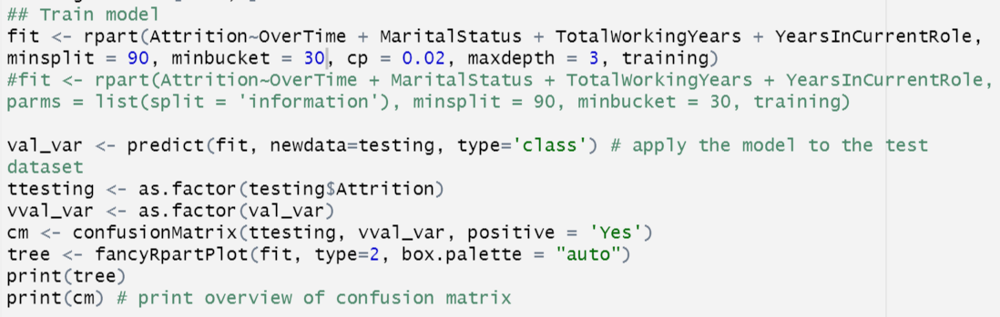 ## Train model
fit <- rpart(Attrition~OverTime + MaritalStatus + TotalWorkingYears + YearsInCurrentRole,
minsplit = 90, minbucket = 30, cp = 0.02, maxdepth = 3, training)
#fit <- rpart(Attrition~OverTime + MaritalStatus + TotalWorkingYears + YearsInCurrentRole,
parms = list(split = 'information'), minsplit = 90, minbucket = 30, training)
val_var <- predict(fit, newdata=testing, type='class') # apply the model to the test
dataset
ttesting <- as.factor(testing$Attrition)
vval_var <- as.factor(val_var)
cm <- confusionMatrix(ttesting, vval_var, positive = 'Yes')
tree <- fancyRpartPlot(fit, type=2, box.palette = "auto")
print(tree)
print(cm) # print overview of confusion matrix